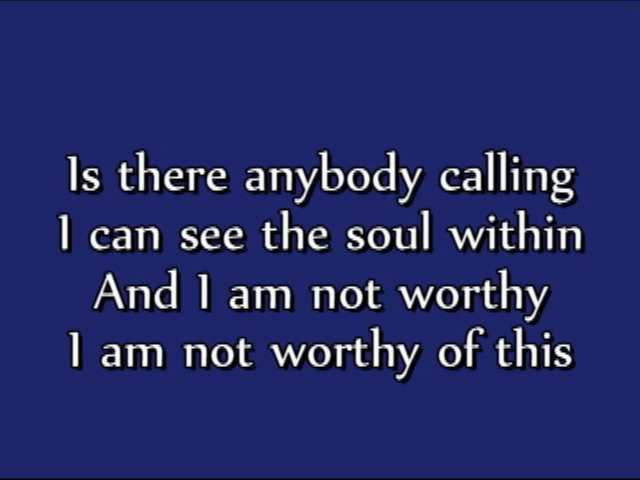 Is there anybody calling
I can see the soul within
And I am not worthy
I am not worthy of this